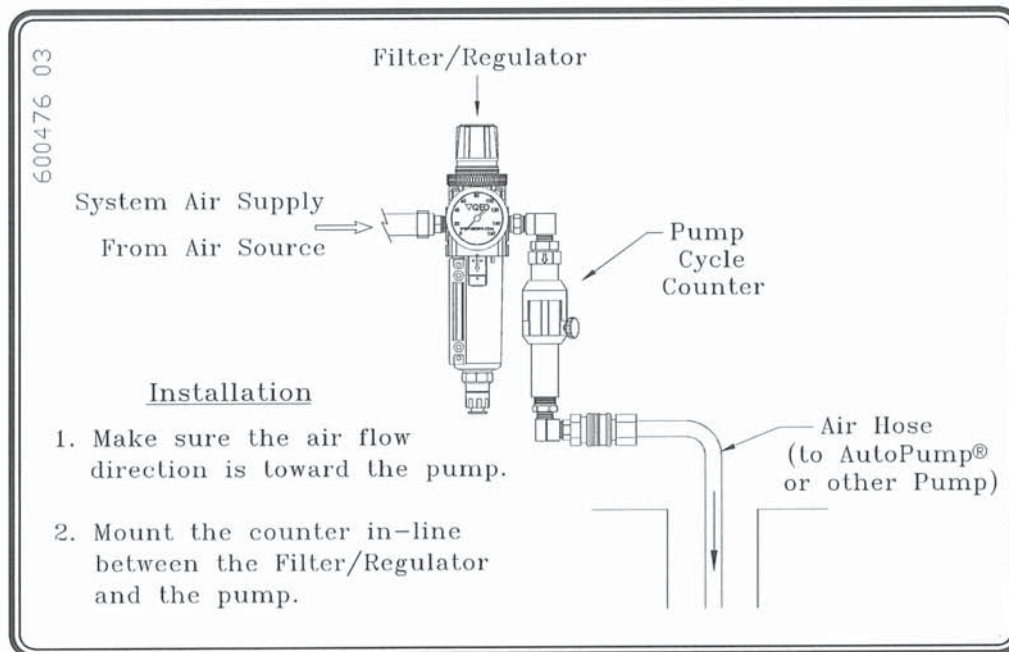 600476 03
Filter/Regulator
System Air Supply
From Air Source
QED
Pump
Cycle
Counter
Installation
1. Make sure the air flow
direction is toward the pump.
2. Mount the counter in-line
between the Filter/Regulator
and the pump.
Air Hose
(to AutoPump®
or other Pump)